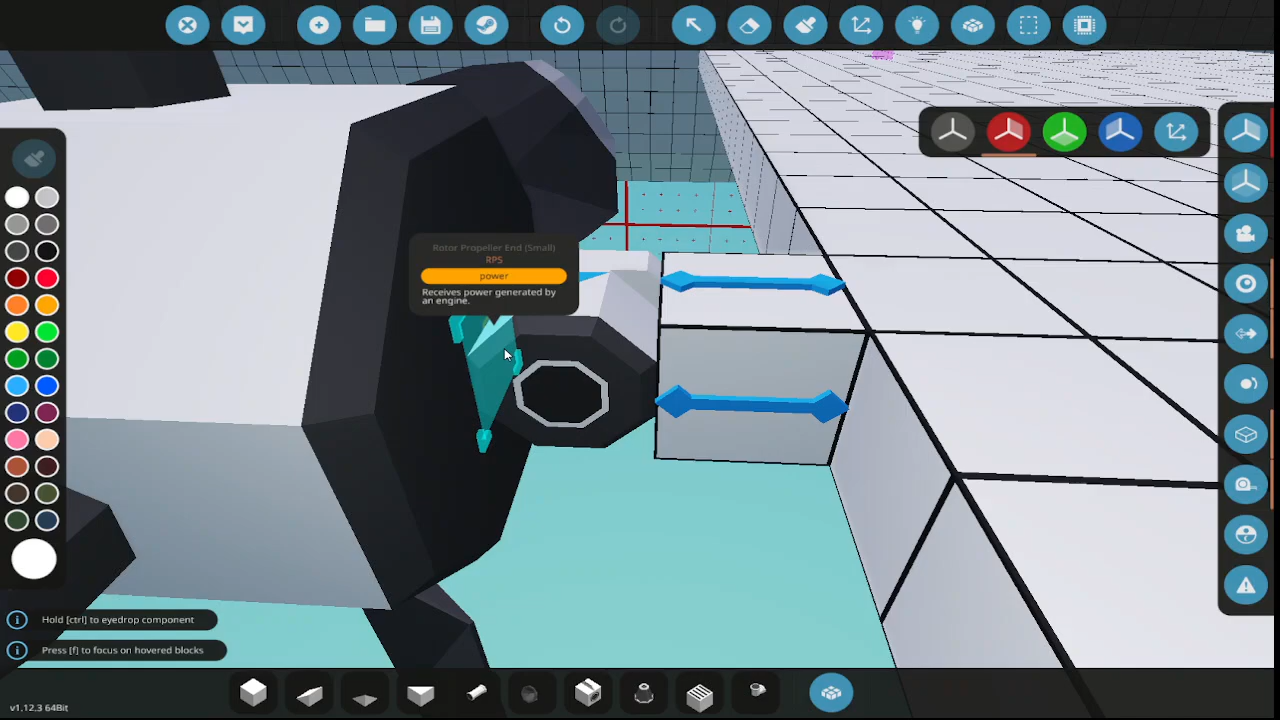 Rotor Propeller End (Small)
RPS
power
Receives power generated by
an engine.
Hold [ctrl] to eyedrop component
Press [f] to focus on hovered blocks
v1.12.3 64Bit